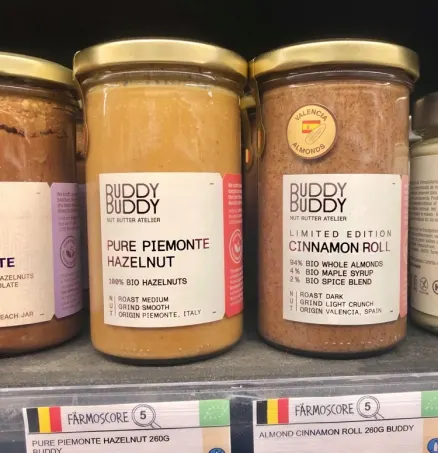 TE
AZELNUTS
LATE
EACH JAR
BUDDY
BUDDY
NUT BUTTER ATELIER
PURE PIEMONTE
HAZELNUT
100% BIO HAZELNUTS
N ROAST MEDIUM
U GRIND SMOOTH
T ORIGIN PIEMONTE, ITALY
VALENCIA
ALMONDS
BUDDY
BUDDY
NUT BUTTER ATELIER
LIMITED EDITION
CINNAMON ROLL
94% BIO WHOLE ALMONDS
4% BIO MAPLE SYRUP
2% BIO SPICE BLEND
N ROAST DARK
U GRIND LIGHT CRUNCH
T ORIGIN VALENCIA, SPAIN
FÄRMOSCORE 5
PURE PIEMONTE HAZELNUT 260G
BUDDY
FÄRMOSCORE 5
ALMOND CINNAMON ROLL 260G BUDDY